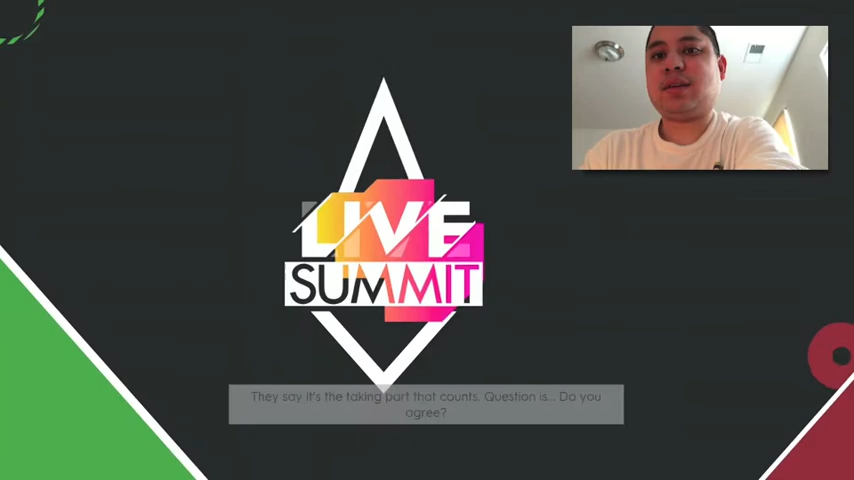 LIVE
SUMMIT
They say it's the taking part that counts. Question is... Do you
agree?